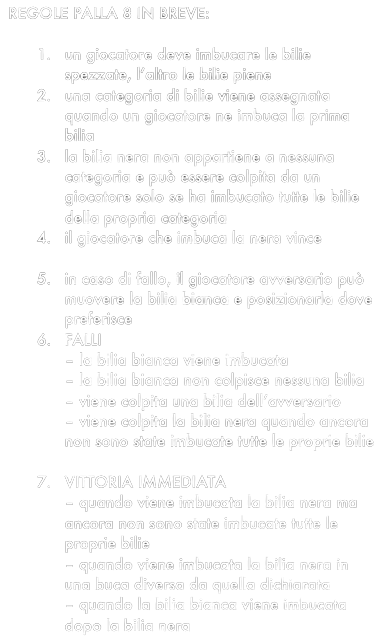 REGOLE PALLA 8 IN BREVE:
1. un giocatore deve imbucare le bilie
spezzate, l'altro le bilie piene
2. una categoria di bilie viene assegnata
quando un giocatore ne imbuca la prima
bilia
3. la bilia nera non appartiene a nessuna
categoria e può essere colpita da un
giocatore solo se ha imbucato tutte le bilie
della propria categoria
4. il giocatore che imbuca la nera vince
5. in caso di fallo, il giocatore avversario può
muovere la bilia bianca e posizionarla dove
preferisce
6. FALLI
– la bilia bianca viene imbucata
– la bilia bianca non colpisce nessuna bilia
– viene colpita una bilia dell'avversario
– viene colpita la bilia nera quando ancora
non sono state imbucate tutte le proprie bilie
7. VITTORIA IMMEDIATA
– quando viene imbucata la bilia nera ma
ancora non sono state imbucate tutte le
proprie bilie
– quando viene imbucata la bilia nera in
una buca diversa da quella dichiarata
– quando la bilia bianca viene imbucata
dopo la bilia nera